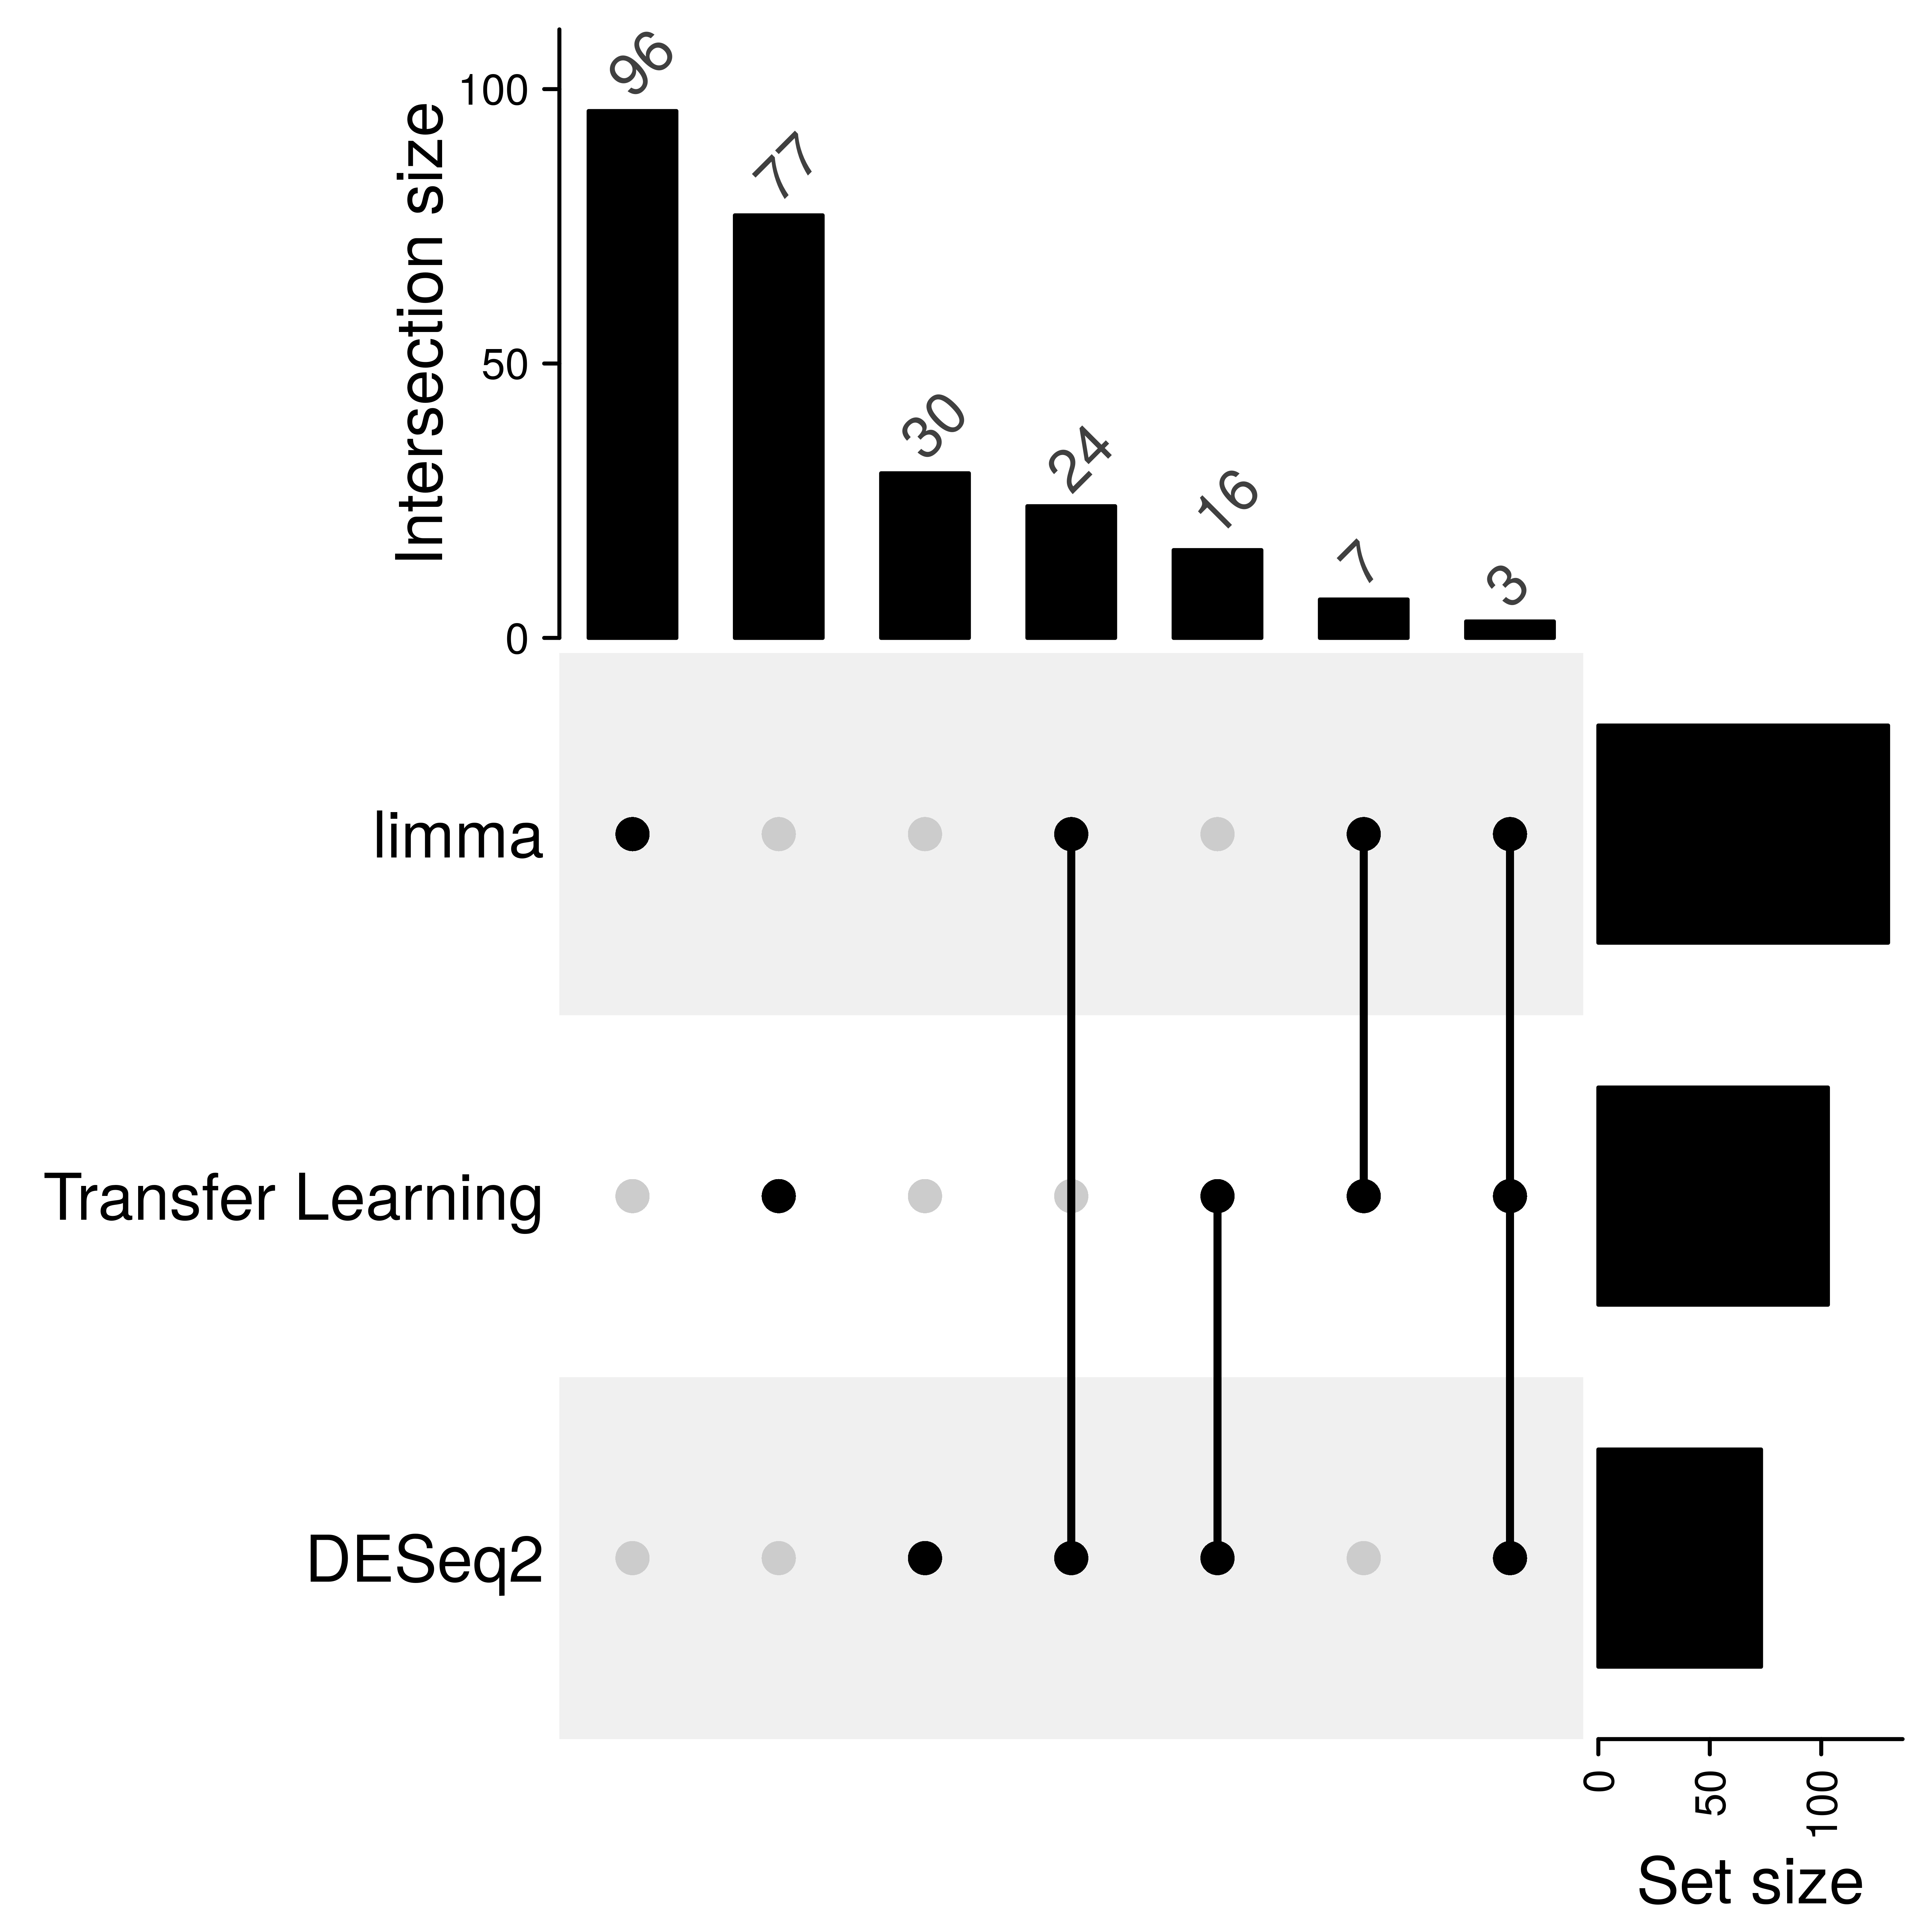 Intersection size
100
50
0
96
77
30
24
16
7
3
limma
Transfer Learning
DESeq2
0
50
100
Set size